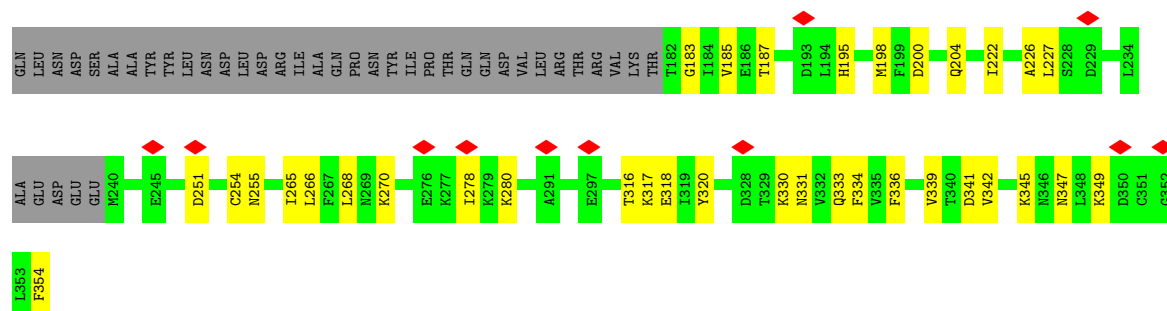 GLN LEU ASN ASP SER ALA ALA TYR TYR LEU ASN ASP LEU ASP ARG ILE ALA GLN PRO ASN TYR ILE PRO THR GLN GLN ASP VAL LEU ARG THR ARG VAL LYS THR T182 G183 I184 V185 E186 T187 D193 L194 H195 M198 F199 D200 Q204 I222 A226 L227 S228 D229 L234
ALA GLU ASP GLU GLU M240 E245 D251 C254 N255 I265 L266 F267 L268 N269 K270 E276 K277 I278 K279 K280 A291 E297 T316 K317 E318 I319 Y320 D328 T329 K330 N331 V332 Q333 F334 V335 F336 V339 T340 D341 V342 K345 N346 N347 L348 K349 D350 C351 G352
L353 F354